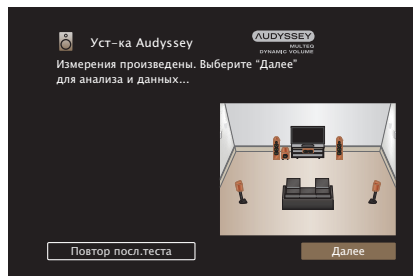 Уст-ка Audyssey
AUDYSSEY
MULTEQ
DYNAMIC VOLUME
Измерения произведены. Выберите “Далее”
для анализа и данных...
Повтор посл.теста
Далее